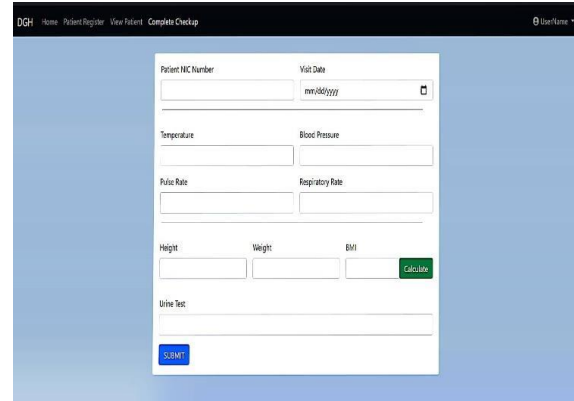 DGH Home Patient Register View Patient Complete Checkup UserName
Patient NIC Number Visit Date
mm/dd/yyyy
Temperature Blood Pressure
Pulse Rate Respiratory Rate
Height Weight BMI
Calculate
Urine Test
SUBMIT